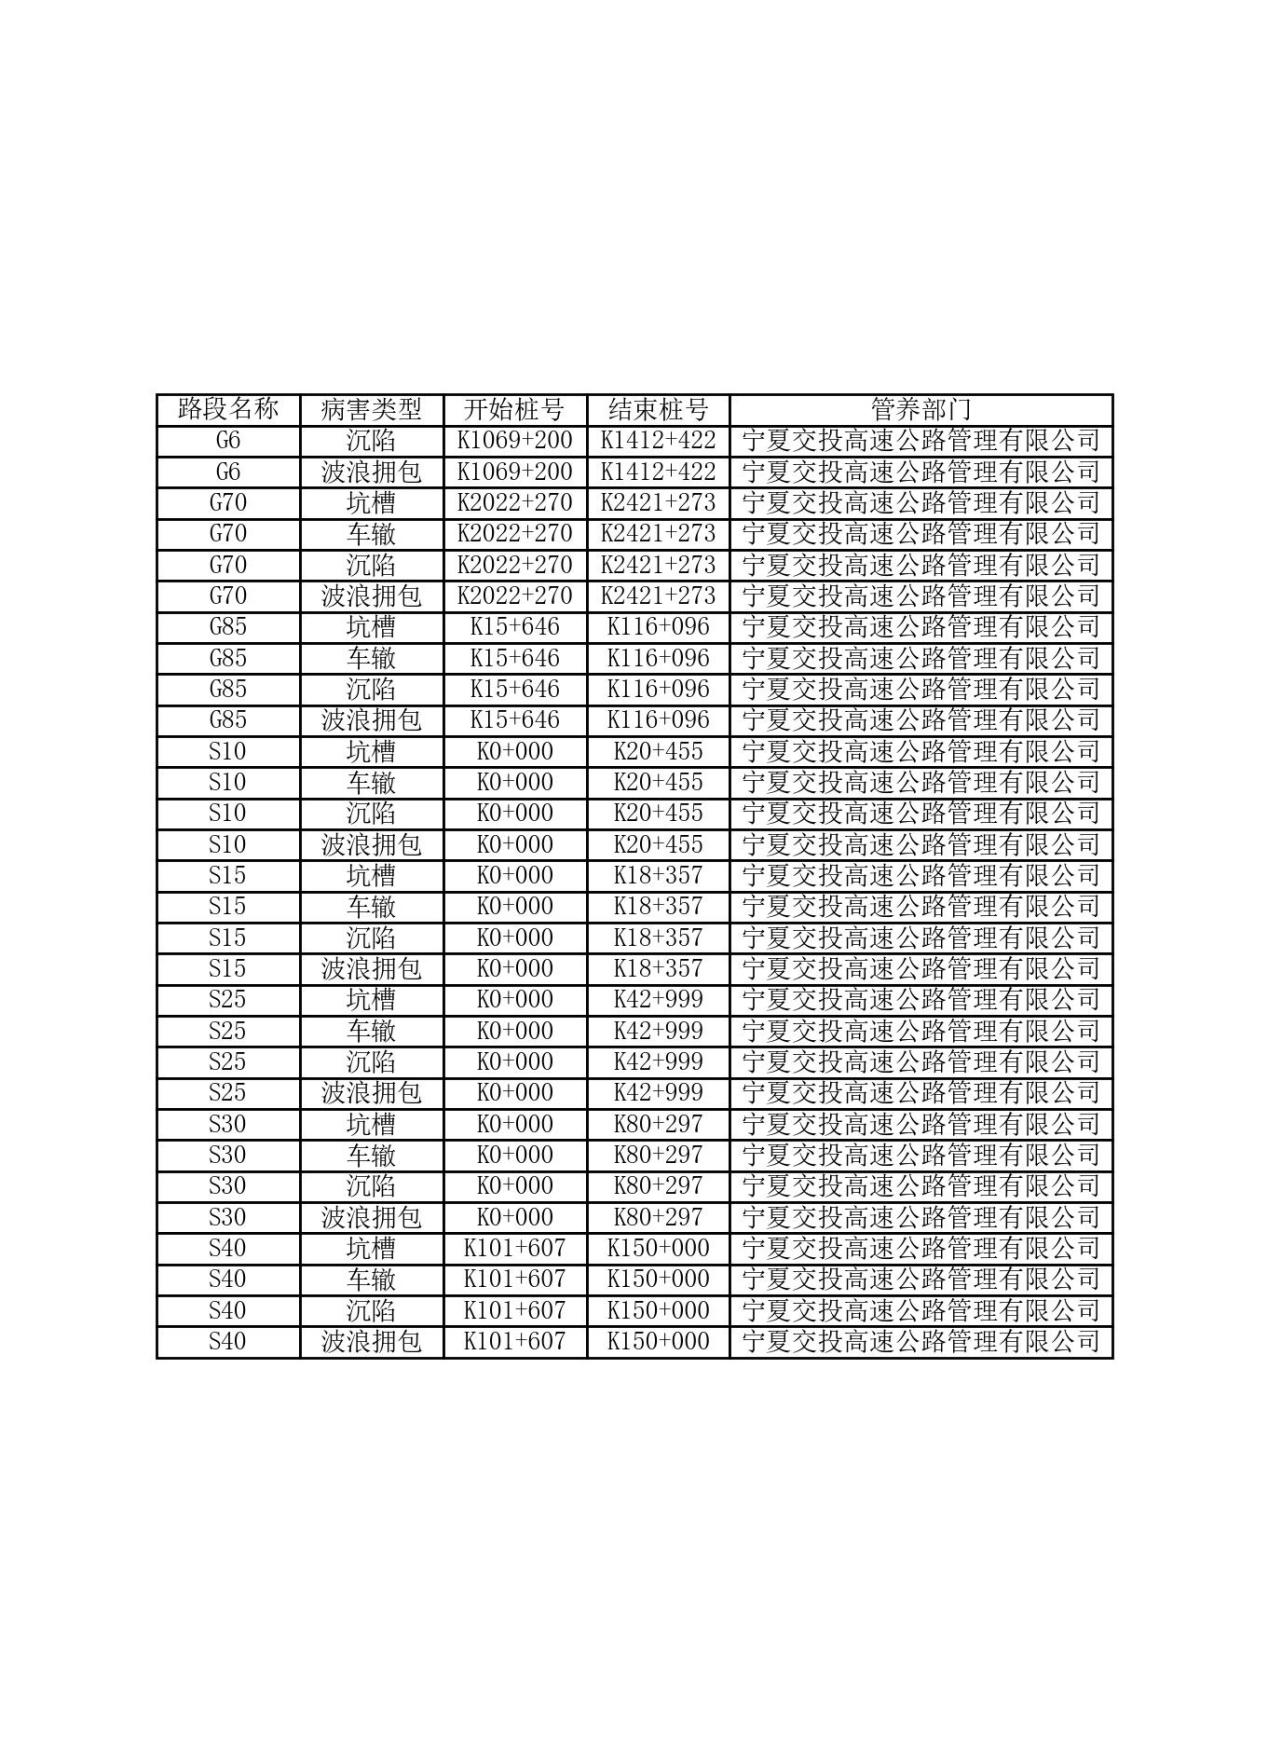 路段名称 病害类型 开始桩号 结束桩号 管养部门
G6 沉陷 K1069+200 K1412+422 宁夏交投高速公路管理有限公司
G6 波浪拥包 K1069+200 K1412+422 宁夏交投高速公路管理有限公司
G70 坑槽 K2022+270 K2421+273 宁夏交投高速公路管理有限公司
G70 车辙 K2022+270 K2421+273 宁夏交投高速公路管理有限公司
G70 沉陷 K2022+270 K2421+273 宁夏交投高速公路管理有限公司
G70 波浪拥包 K2022+270 K2421+273 宁夏交投高速公路管理有限公司
G85 坑槽 K15+646 K116+096 宁夏交投高速公路管理有限公司
G85 车辙 K15+646 K116+096 宁夏交投高速公路管理有限公司
G85 沉陷 K15+646 K116+096 宁夏交投高速公路管理有限公司
G85 波浪拥包 K15+646 K116+096 宁夏交投高速公路管理有限公司
S10 坑槽 K0+000 K20+455 宁夏交投高速公路管理有限公司
S10 车辙 K0+000 K20+455 宁夏交投高速公路管理有限公司
S10 沉陷 K0+000 K20+455 宁夏交投高速公路管理有限公司
S10 波浪拥包 K0+000 K20+455 宁夏交投高速公路管理有限公司
S15 坑槽 K0+000 K18+357 宁夏交投高速公路管理有限公司
S15 车辙 K0+000 K18+357 宁夏交投高速公路管理有限公司
S15 沉陷 K0+000 K18+357 宁夏交投高速公路管理有限公司
S15 波浪拥包 K0+000 K18+357 宁夏交投高速公路管理有限公司
S25 坑槽 K0+000 K42+999 宁夏交投高速公路管理有限公司
S25 车辙 K0+000 K42+999 宁夏交投高速公路管理有限公司
S25 沉陷 K0+000 K42+999 宁夏交投高速公路管理有限公司
S25 波浪拥包 K0+000 K42+999 宁夏交投高速公路管理有限公司
S30 坑槽 K0+000 K80+297 宁夏交投高速公路管理有限公司
S30 车辙 K0+000 K80+297 宁夏交投高速公路管理有限公司
S30 沉陷 K0+000 K80+297 宁夏交投高速公路管理有限公司
S30 波浪拥包 K0+000 K80+297 宁夏交投高速公路管理有限公司
S40 坑槽 K101+607 K150+000 宁夏交投高速公路管理有限公司
S40 车辙 K101+607 K150+000 宁夏交投高速公路管理有限公司
S40 沉陷 K101+607 K150+000 宁夏交投高速公路管理有限公司
S40 波浪拥包 K101+607 K150+000 宁夏交投高速公路管理有限公司